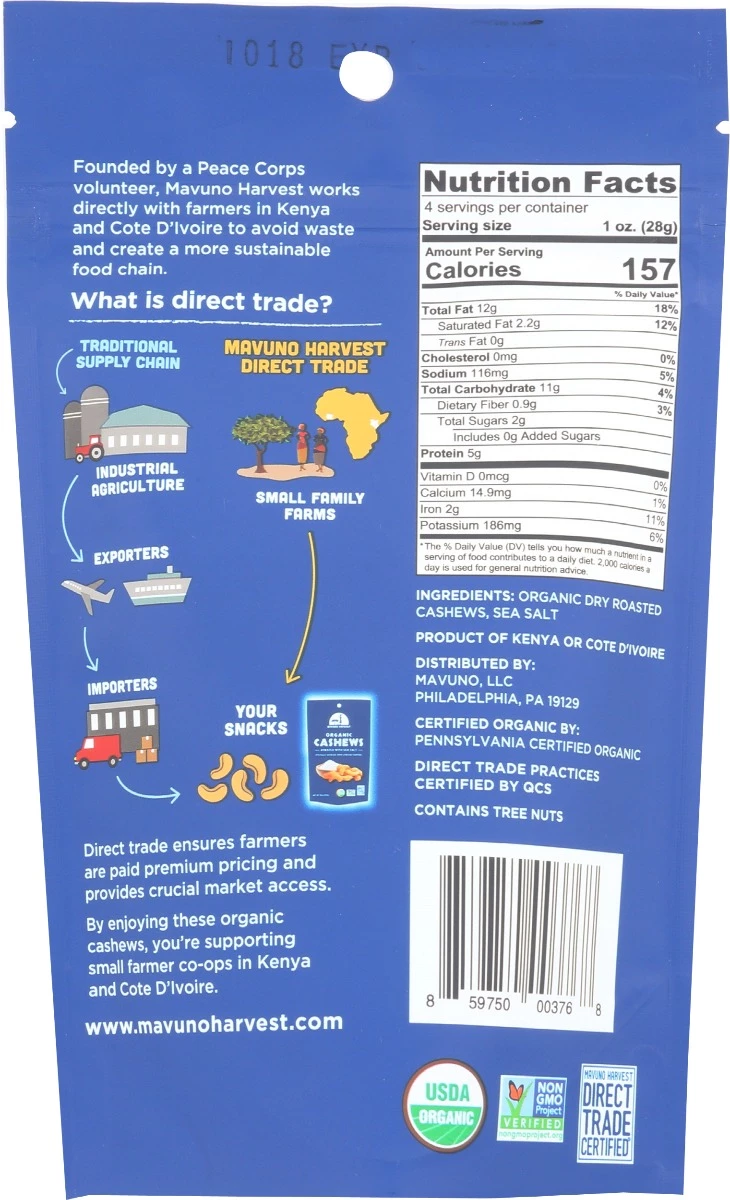 1018 EXP
Founded by a Peace Corps
volunteer, Mavuno Harvest works
directly with farmers in Kenya
and Cote D'Ivoire to avoid waste
and create a more sustainable
food chain.
What is direct trade?
TRADITIONAL
SUPPLY CHAIN
INDUSTRIAL
AGRICULTURE
EXPORTERS
IMPORTERS
MAVUNO HARVEST
DIRECT TRADE
SMALL FAMILY
FARMS
YOUR
SNACKS
ORGANIC
CASHEWS
Direct trade ensures farmers
are paid premium pricing and
provides crucial market access.
By enjoying these organic
cashews, you're supporting
small farmer co-ops in Kenya
and Cote D'Ivoire.
www.mavunoharvest.com
Nutrition Facts
4 servings per container
Serving size 1 oz. (28g)
Amount Per Serving
Calories 157
% Daily Value*
Total Fat 12g 18%
Saturated Fat 2.2g 12%
Trans Fat 0g
Cholesterol 0mg 0%
Sodium 116mg 5%
Total Carbohydrate 11g 4%
Dietary Fiber 0.9g 3%
Total Sugars 2g
Includes 0g Added Sugars
Protein 5g
Vitamin D 0mcg 0%
Calcium 14.9mg 1%
Iron 2g 11%
Potassium 186mg 6%
*The % Daily Value (DV) tells you how much a nutrient in a
serving of food contributes to a daily diet. 2,000 calories a
day is used for general nutrition advice.
INGREDIENTS: ORGANIC DRY ROASTED
CASHEWS, SEA SALT
PRODUCT OF KENYA OR COTE D'IVOIRE
DISTRIBUTED BY:
MAVUNO, LLC
PHILADELPHIA, PA 19129
CERTIFIED ORGANIC BY:
PENNSYLVANIA CERTIFIED ORGANIC
DIRECT TRADE PRACTICES
CERTIFIED BY QCS
CONTAINS TREE NUTS
8 59750 00376 8
USDA
ORGANIC
NON
GMO
Project
VERIFIED
nongmoproject.org
MAVUNO HARVEST
DIRECT
TRADE
CERTIFIED